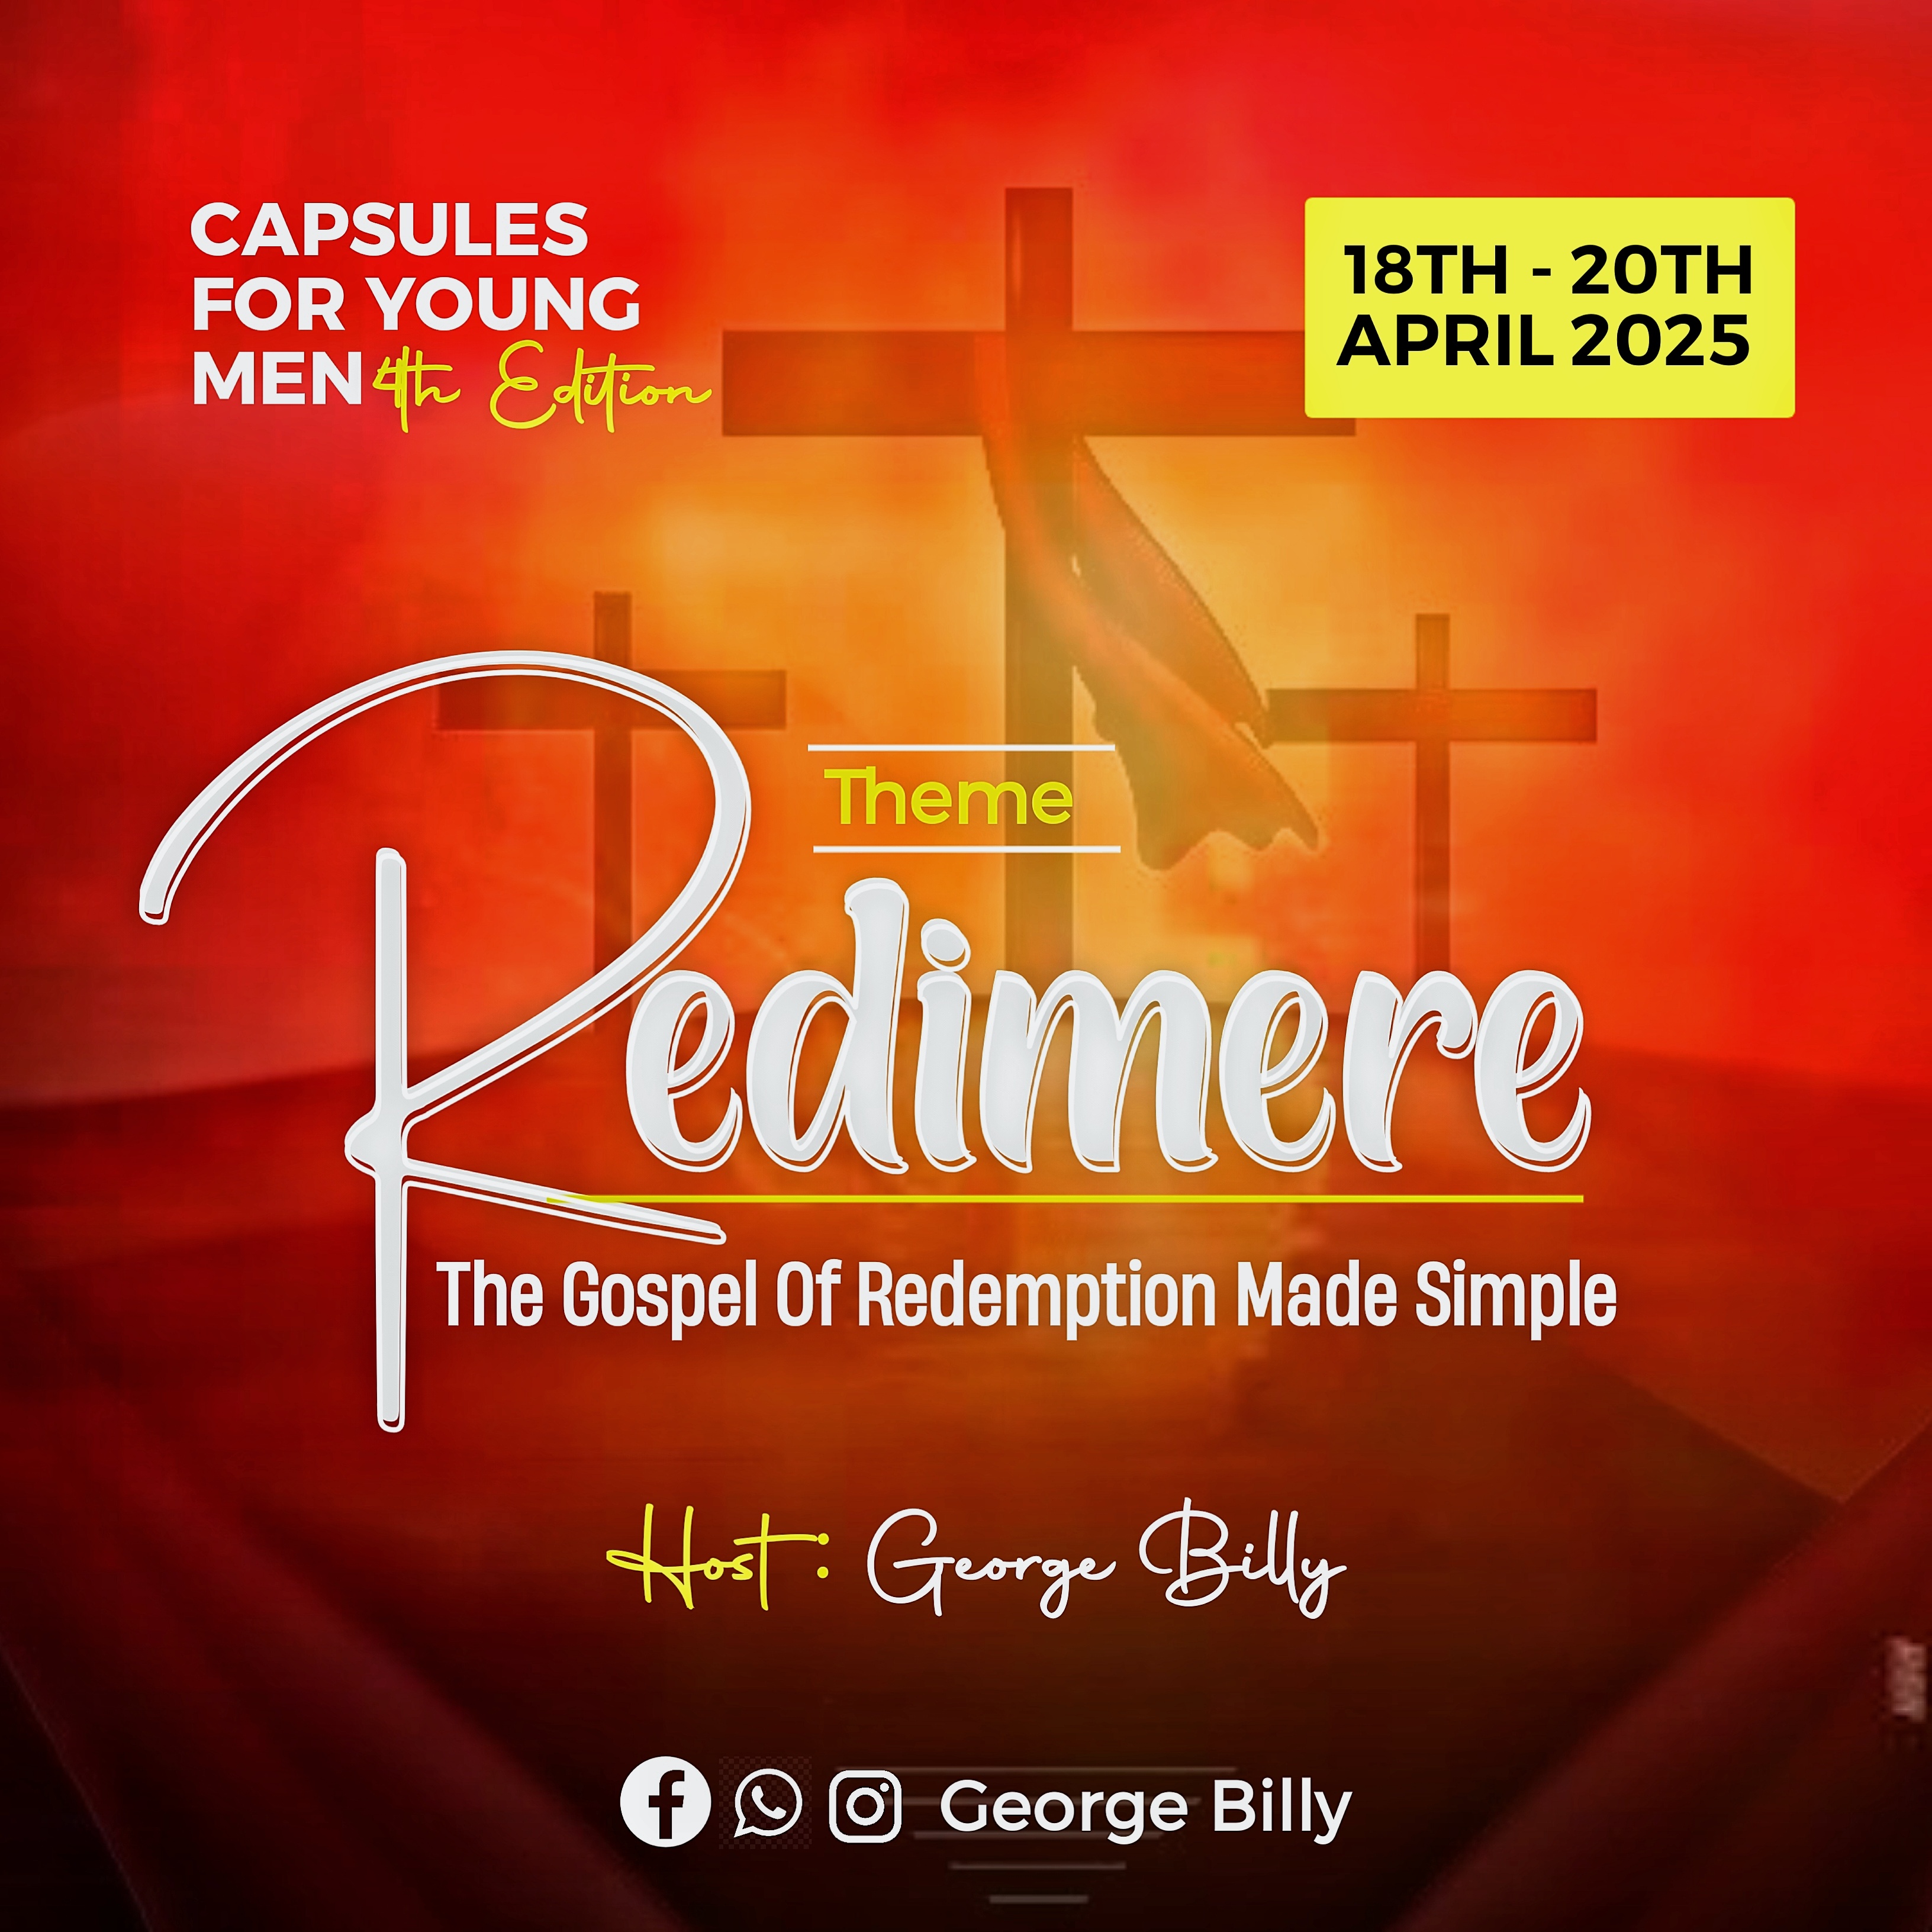 CAPSULES
FOR YOUNG
MEN 4th Edition
18TH - 20TH
APRIL 2025
Theme
Redimere
The Gospel Of Redemption Made Simple
Host : George Billy
George Billy